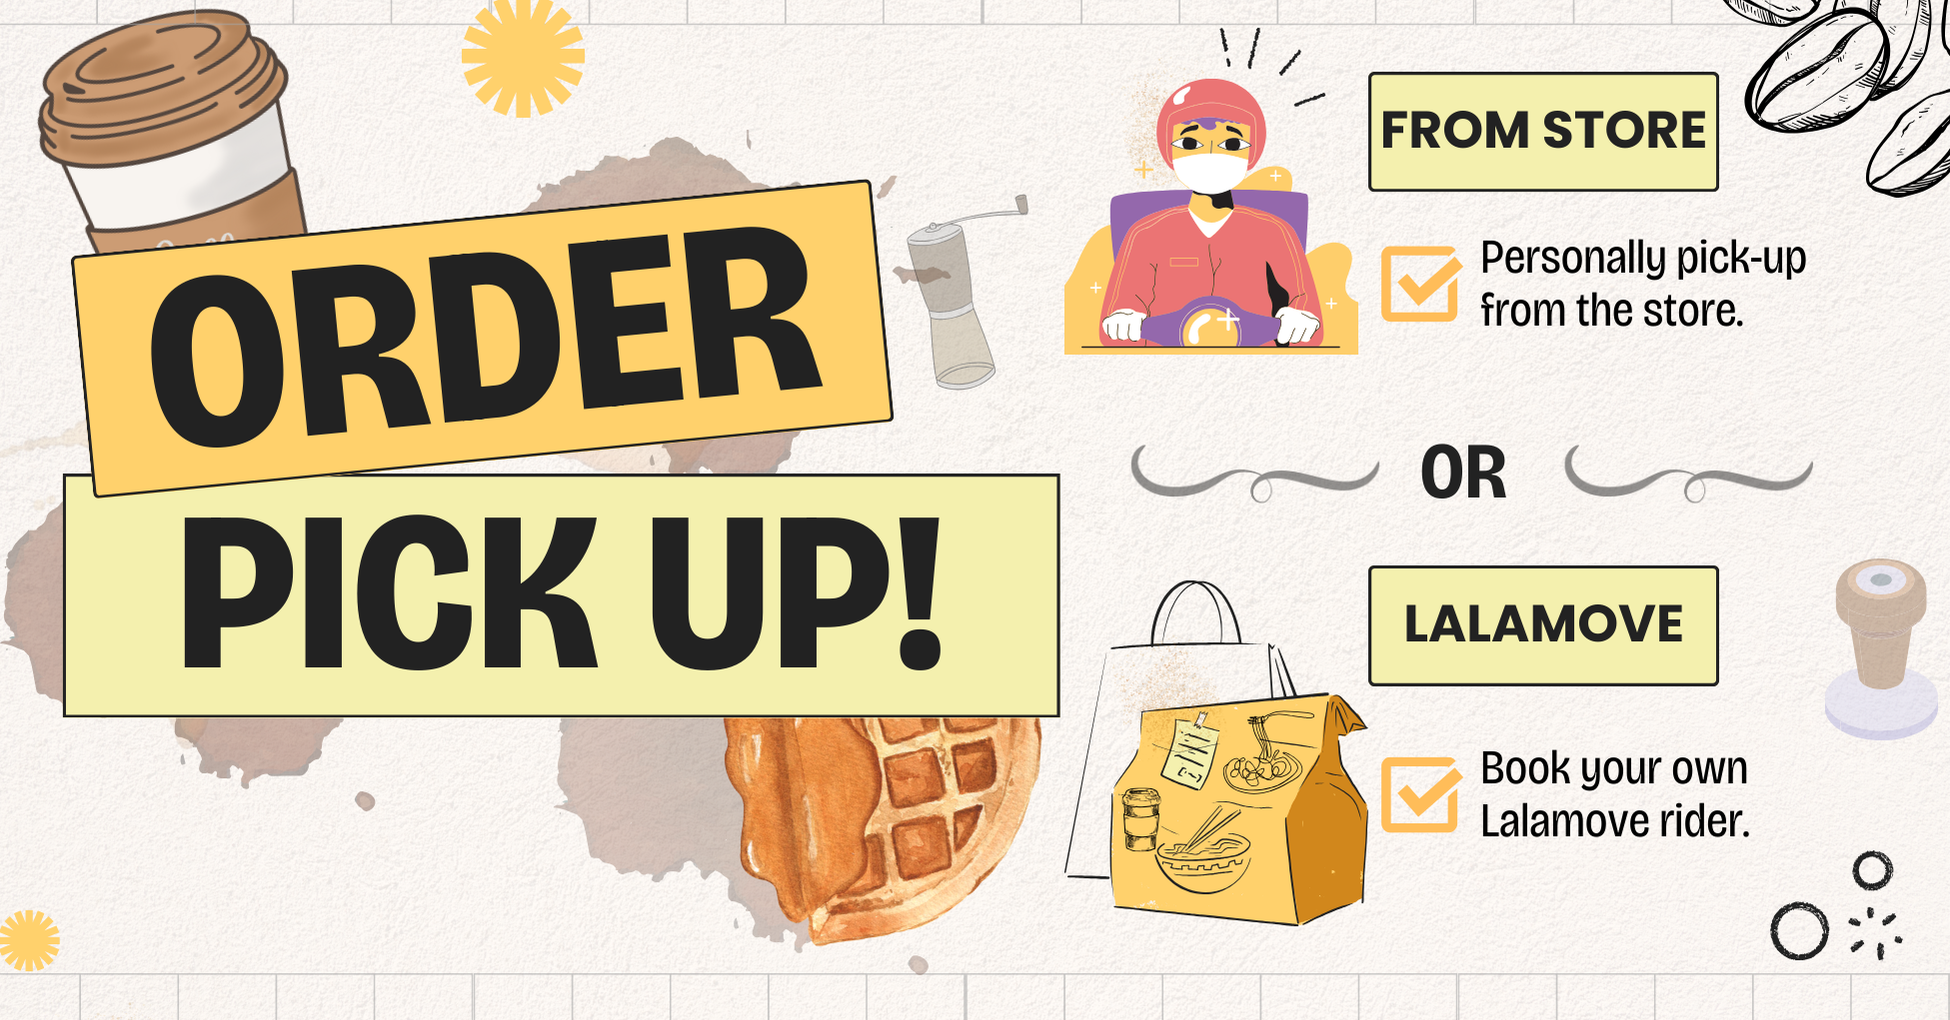 ORDER
PICK UP!
FROM STORE
Personally pick-up
from the store.
OR
LALAMOVE
Book your own
Lalamove rider.